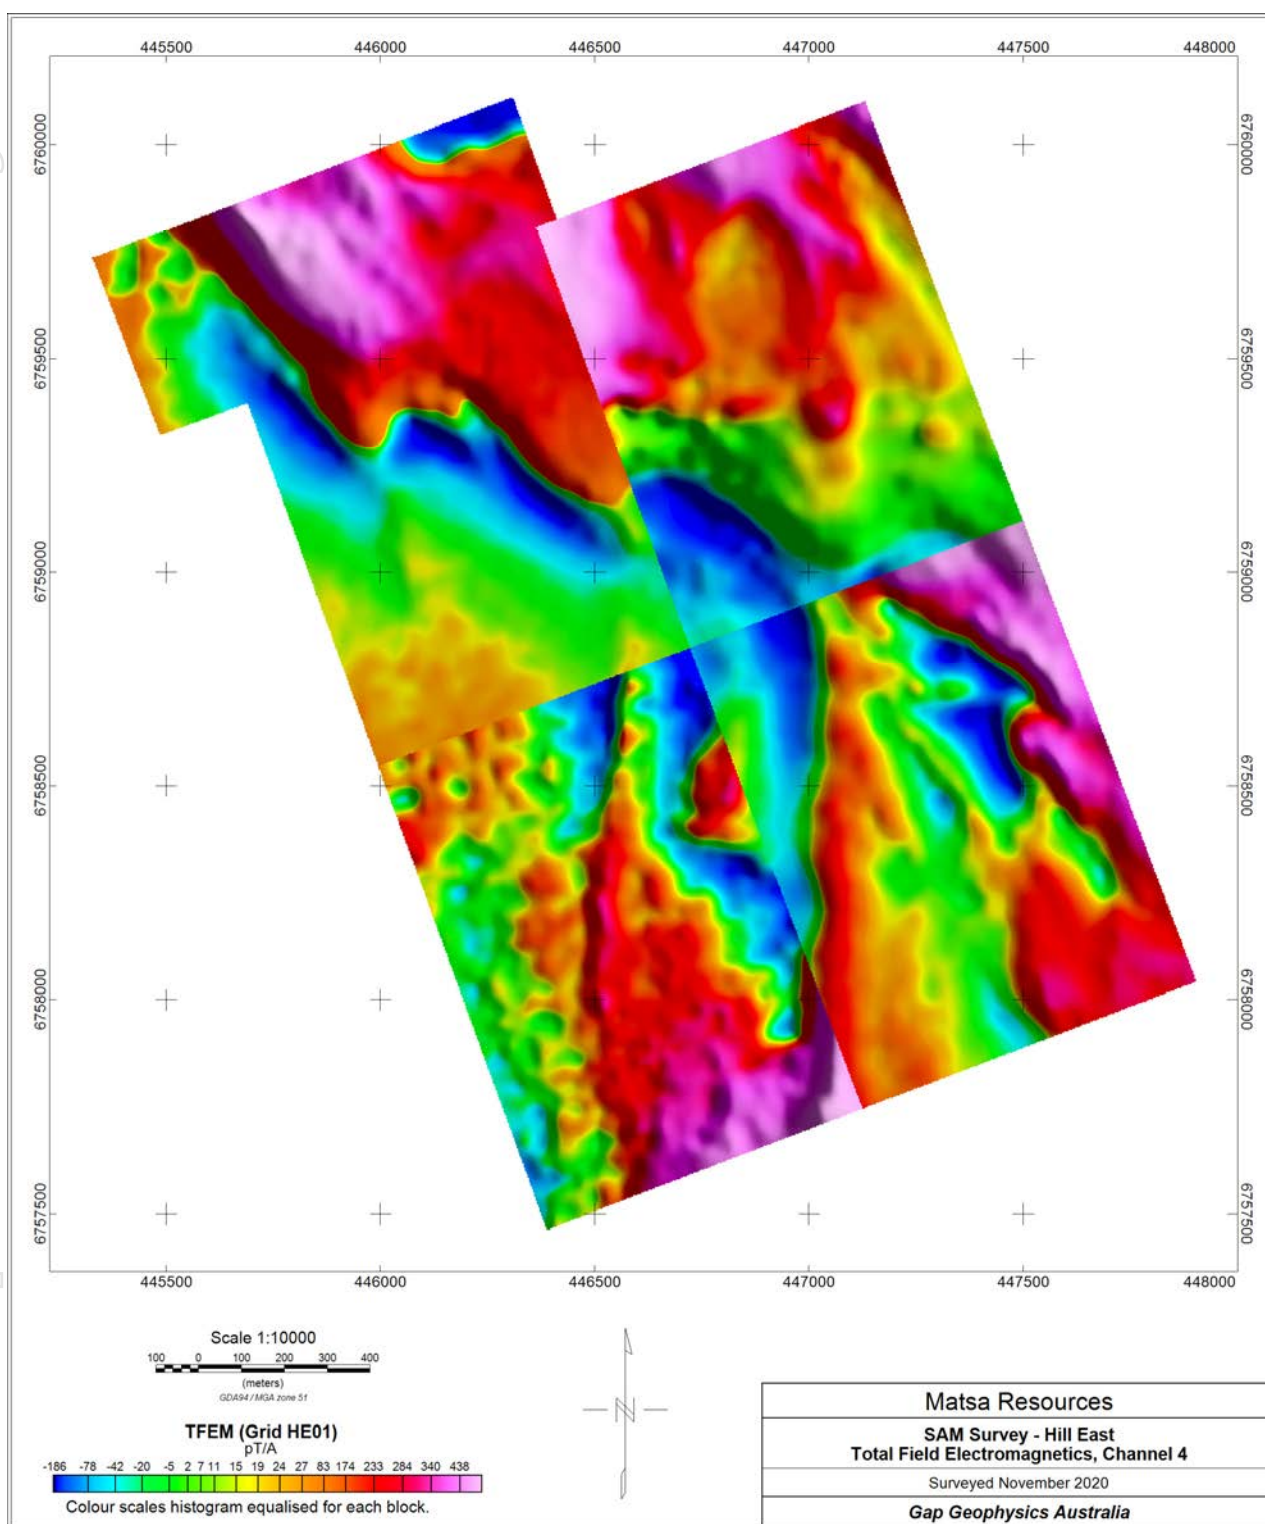 445500 446000 446500 447000 447500 448000
6760000 6760000
6759500 6759500
6759000 6759000
6758500 6758500
6758000 6758000
6757500 6757500
445500 446000 446500 447000 447500 448000
Scale 1:10000
100 0 100 200 300 400
(meters)
GDA94 / MGA zone 51
TFEM (Grid HE01)
pT/A
-186 -78 -42 -20 -5 2 7 11 15 19 24 27 83 174 233 284 340 438
Colour scales histogram equalised for each block.
N
Matsa Resources
SAM Survey - Hill East
Total Field Electromagnetics, Channel 4
Surveyed November 2020
Gap Geophysics Australia